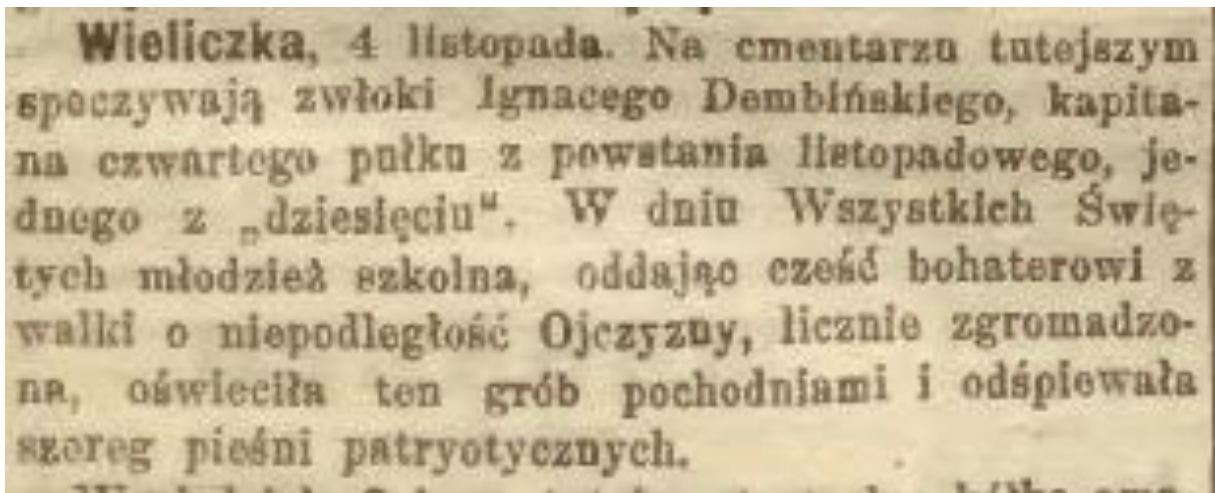 Wieliczka, 4 listopada. Na cmentarzu tutejszym
spoczywają zwłoki Ignacego Dembińskiego, kapita-
na czwartego pułku z powstania listopadowego, je-
dnego z „dziesięciu". W dniu Wszystkich Świę-
tych młodzież szkolna, oddając cześć bohaterowi z
walki o niepodległość Ojczyzny, licznie zgromadzo-
na, oświeciła ten grób pochodniami i odśpiewała
szereg pieśni patryotycznych.